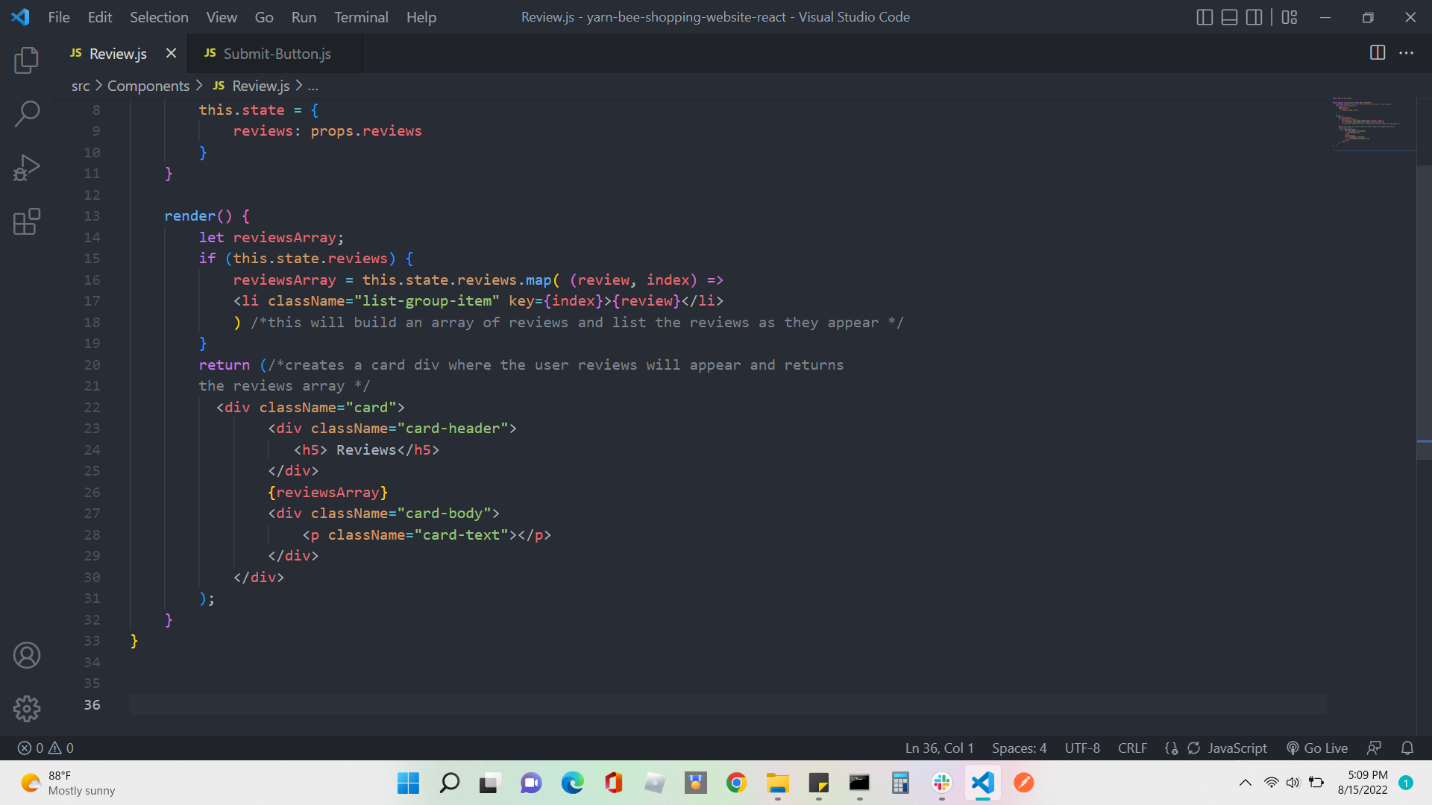 File Edit Selection View Go Run Terminal Help Review.js - yarn-bee-shopping-website-react - Visual Studio Code
JS Review.js JS Submit-Button.js
src > Components > JS Review.js > ...
8 this.state = {
9 reviews: props.reviews
10 }
11 }
12
13 render() {
14 let reviewsArray;
15 if (this.state.reviews) {
16 reviewsArray = this.state.reviews.map( (review, index) =>
17 <li className="list-group-item" key={index}>{review}</li>
18 ) /*this will build an array of reviews and list the reviews as they appear */
19 }
20 return (/*creates a card div where the user reviews will appear and returns
21 the reviews array */
22 <div className="card">
23 <div className="card-header">
24 <h5> Reviews</h5>
25 </div>
26 {reviewsArray}
27 <div className="card-body">
28 <p className="card-text"></p>
29 </div>
30 </div>
31 );
32 }
33 }
34
35
36
0 0 Ln 36, Col 1 Spaces: 4 UTF-8 CRLF JavaScript Go Live
88°F
Mostly sunny
5:09 PM
8/15/2022
1